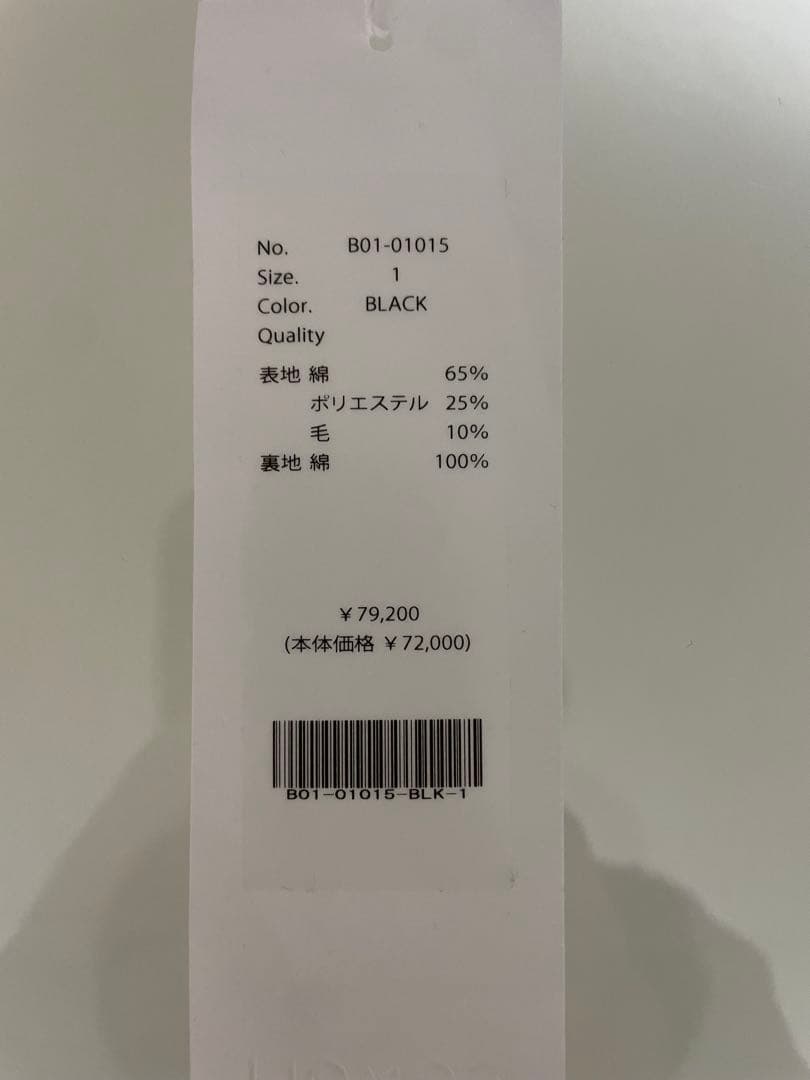 No. B01-01015
Size. 1
Color. BLACK
Quality
表地 綿 65%
ポリエステル 25%
毛 10%
裏地 綿 100%
￥79,200
(本体価格 ￥72,000)
B01-01015-BLK-1